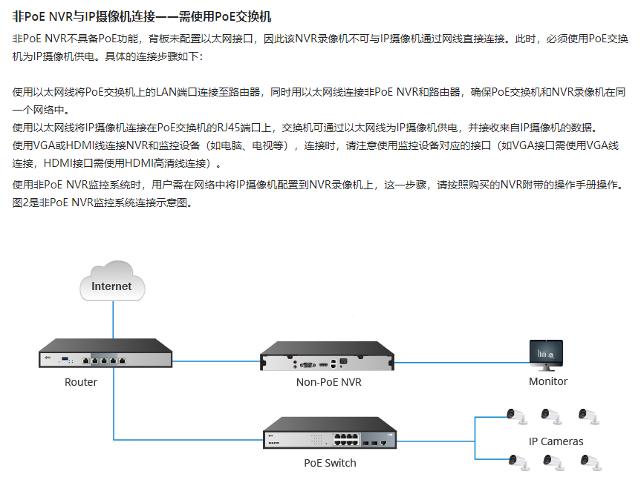 非PoE NVR与IP摄像机连接——需使用PoE交换机
非PoE NVR不具备PoE功能，背板未配置以太网接口，因此该NVR录像机不可与IP摄像机通过网线直接连接。此时，必须使用PoE交换
机为IP摄像机供电。具体的连接步骤如下：
使用以太网线将PoE交换机上的LAN端口连接至路由器，同时用以太网线连接非PoE NVR和路由器，确保PoE交换机和NVR录像机在同
一个网络中。
使用以太网线将IP摄像机连接在PoE交换机的RJ45端口上，交换机可通过以太网线为IP摄像机供电，并接收来自IP摄像机的数据。
使用VGA或HDMI线连接NVR和监控设备（如电脑、电视等），连接时，请注意使用监控设备对应的接口（如VGA接口需使用VGA线
连接，HDMI接口需使用HDMI高清线连接）。
使用非PoE NVR监控系统时，用户需在网络中将IP摄像机配置到NVR录像机上，这一步骤，请按照购买的NVR附带的操作手册操作。
图2是非PoE NVR监控系统连接示意图。
Internet
Router
Non-PoE NVR
Monitor
PoE Switch
IP Cameras